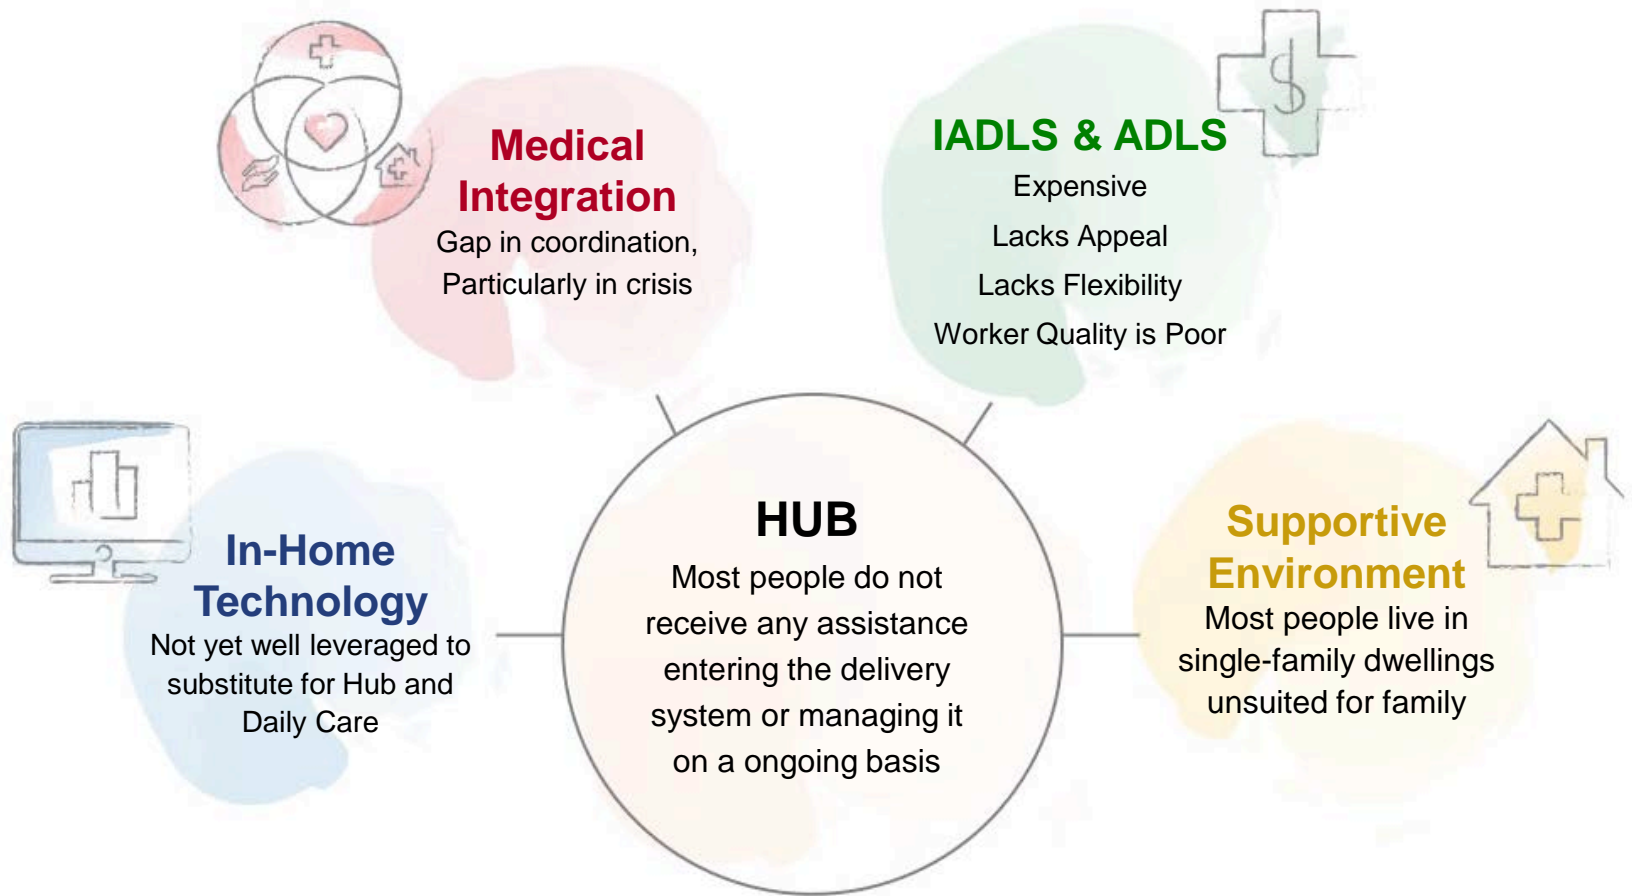 Medical
Integration
Gap in coordination,
Particularly in crisis
IADLS & ADLS
Expensive
Lacks Appeal
Lacks Flexibility
Worker Quality is Poor
In-Home
Technology
Not yet well leveraged to
substitute for Hub and
Daily Care
HUB
Most people do not
receive any assistance
entering the delivery
system or managing it
on a ongoing basis
Supportive
Environment
Most people live in
single-family dwellings
unsuited for family